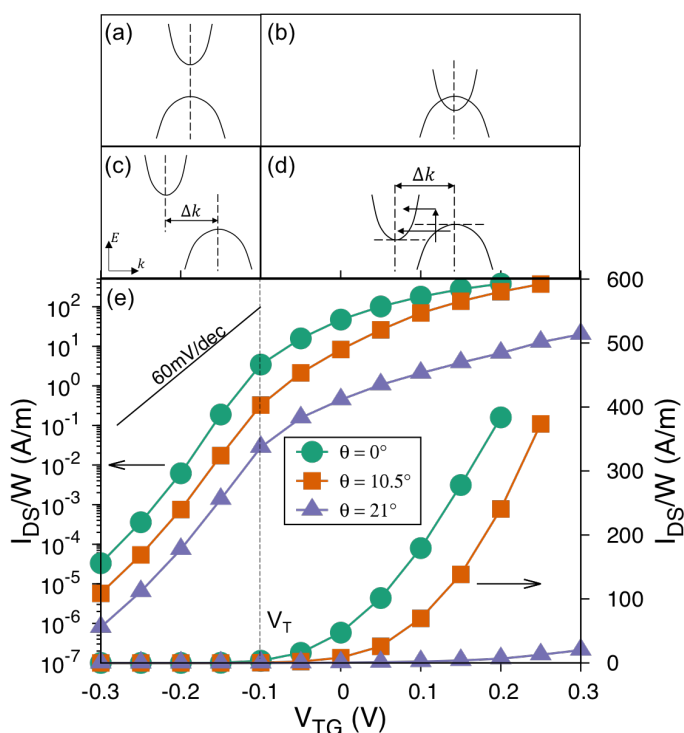 (a)
(b)
(c)
Δk
E
k
(d)
Δk
(e)
60mV/dec
V_T
θ = 0°
θ = 10.5°
θ = 21°
I_DS/W (A/m)
10^2
10^1
10^0
10^-1
10^-2
10^-3
10^-4
10^-5
10^-6
10^-7
600
500
400
300
200
100
0
I_DS/W (A/m)
-0.3
-0.2
-0.1
0
0.1
0.2
0.3
V_TG (V)